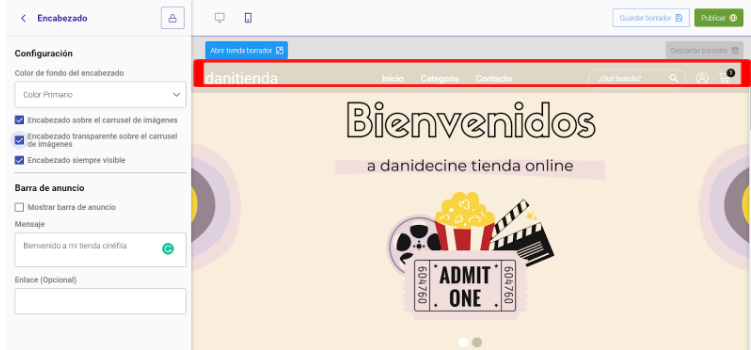 Encabezado
Guardar borrador
Publicar
Configuración
Abrir tienda borrador
Descartar borrador
Color de fondo del encabezado
danitienda
Inicio
Categoria
Contacto
¿Qué buscás?
0
Color Primario
Encabezado sobre el carrusel de imágenes
Encabezado transparente sobre el carrusel
de imágenes
Encabezado siempre visible
Barra de anuncio
Mostrar barra de anuncio
Mensaje
Bienvenido a mi tienda cinéfila
Enlace (Opcional)
Bienvenidos
a danidecine tienda online
604760
ADMIT
ONE
604760